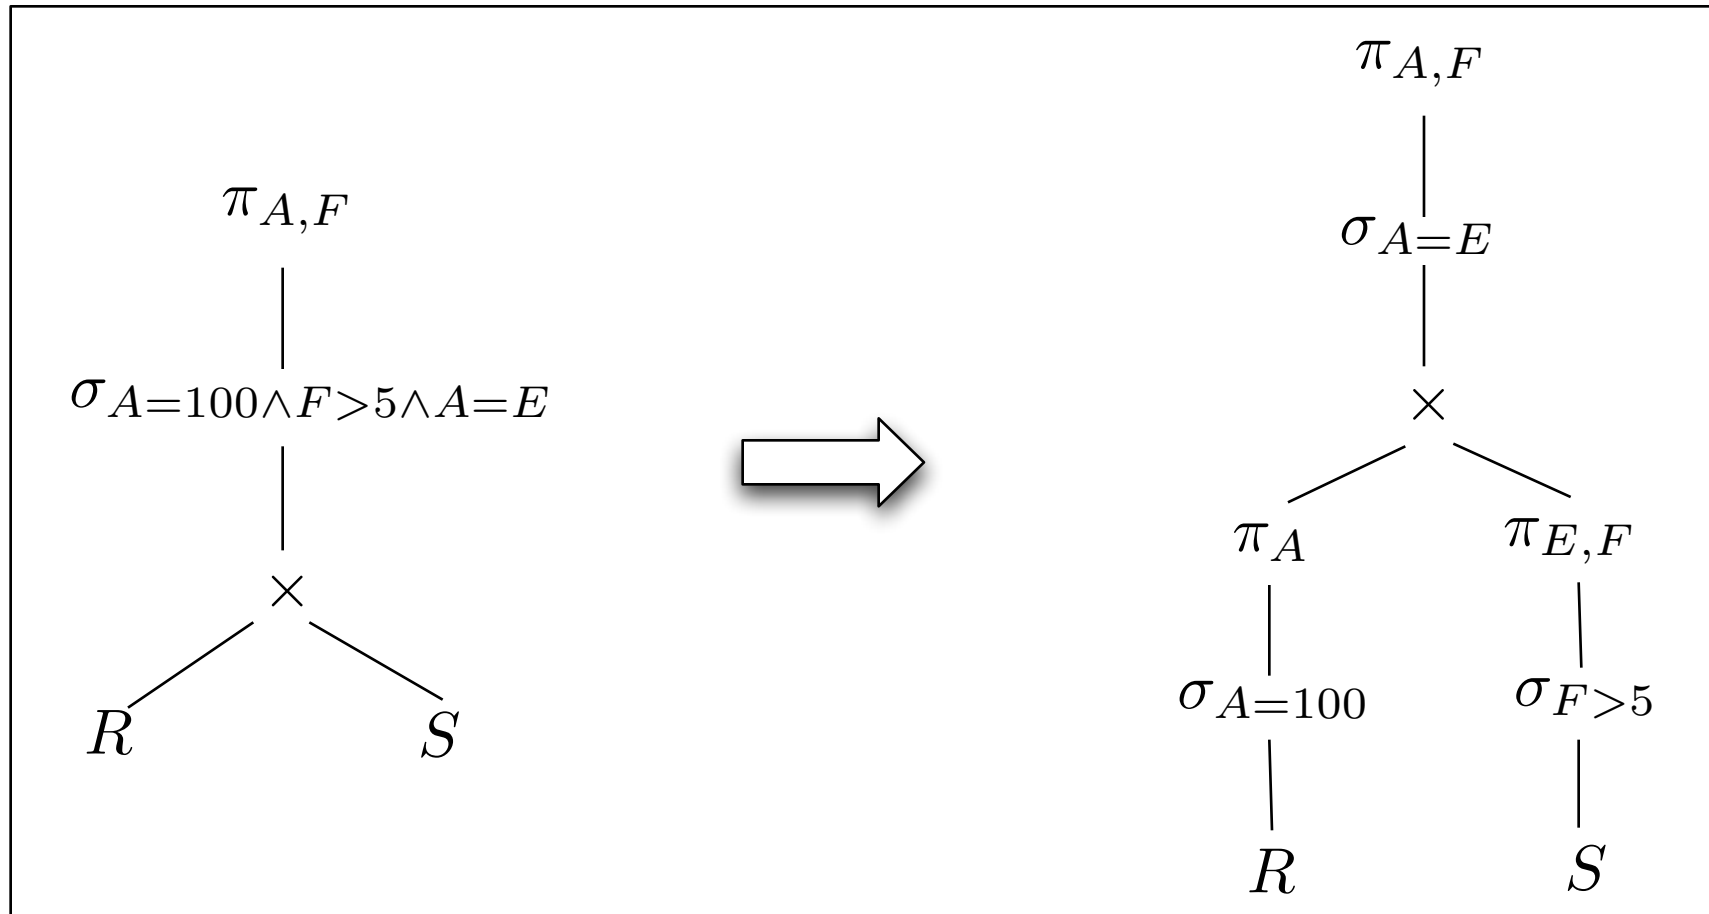 π_{A,F}
σ_{A=100∧F>5∧A=E}
×
R S
π_{A,F}
σ_{A=E}
×
π_A π_{E,F}
σ_{A=100} σ_{F>5}
R S